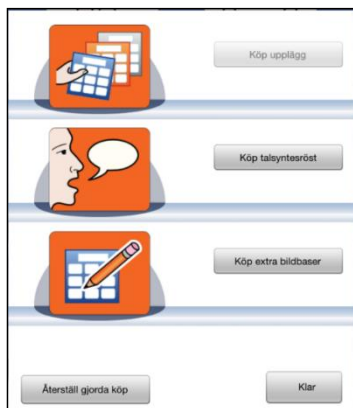 Köp upplägg
Köp talsyntesröst
Köp extra bildbaser
Återställ gjorda köp
Klar